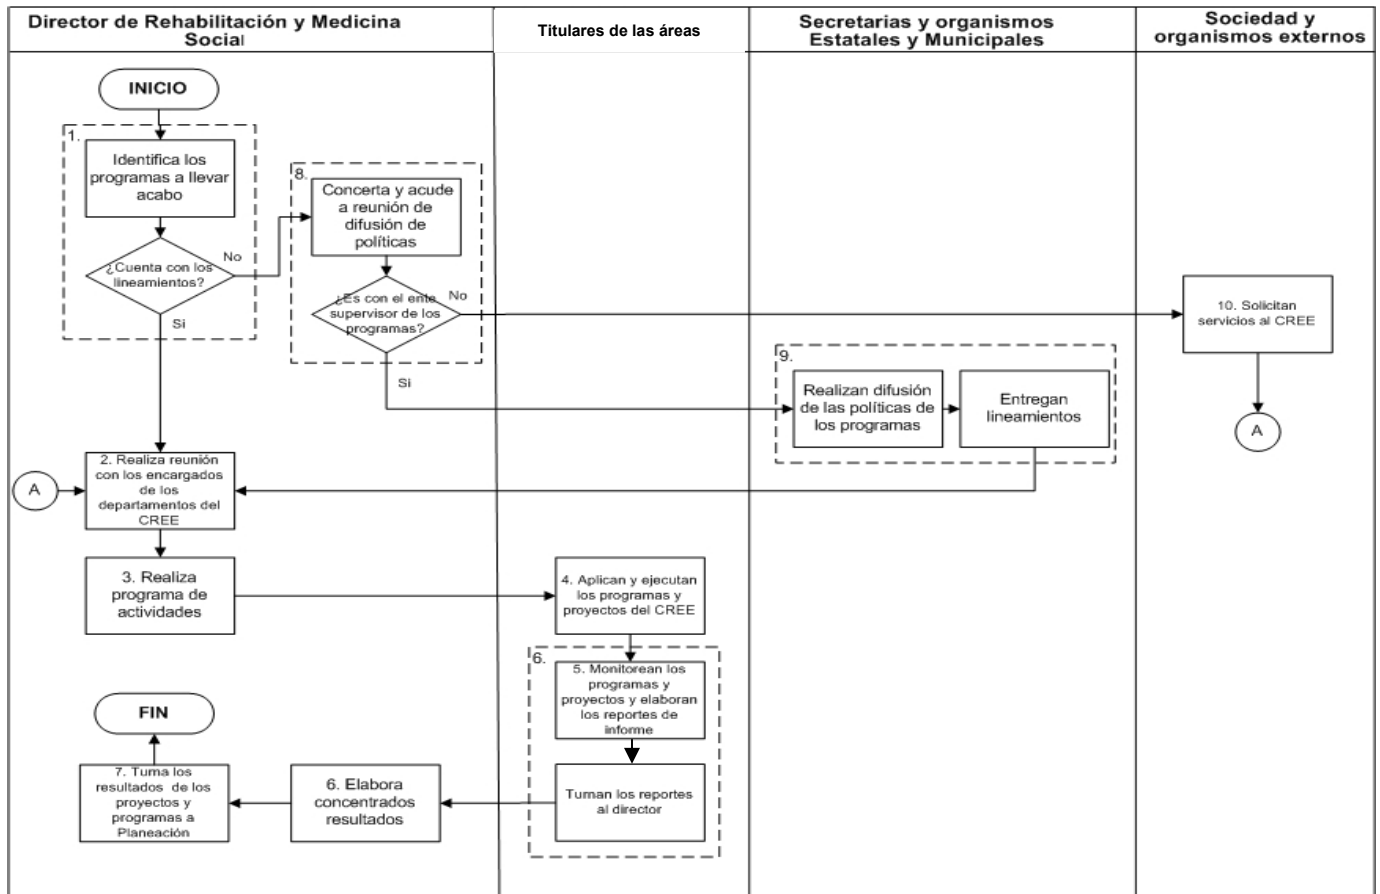 Director de Rehabilitación y Medicina
Social
Titulares de las áreas
Secretarias y organismos
Estatales y Municipales
Sociedad y
organismos externos
INICIO
1.
Identifica los
programas a llevar
acabo
¿Cuenta con los
lineamientos?
No
Si
8.
Concerta y acude
a reunión de
difusión de
políticas
¿Es con el ente
supervisor de los
programas?
No
Si
10. Solicitan
servicios al CREE
A
9.
Realizan difusión
de las políticas de
los programas
Entregan
lineamientos
A
2. Realiza reunión
con los encargados
de los
departamentos del
CREE
3. Realiza
programa de
actividades
4. Aplican y ejecutan
los programas y
proyectos del CREE
6.
5. Monitorean los
programas y
proyectos y elaboran
los reportes de
informe
Turnan los reportes
al director
6. Elabora
concentrados
resultados
7. Turna los
resultados de los
proyectos y
programas a
Planeación
FIN